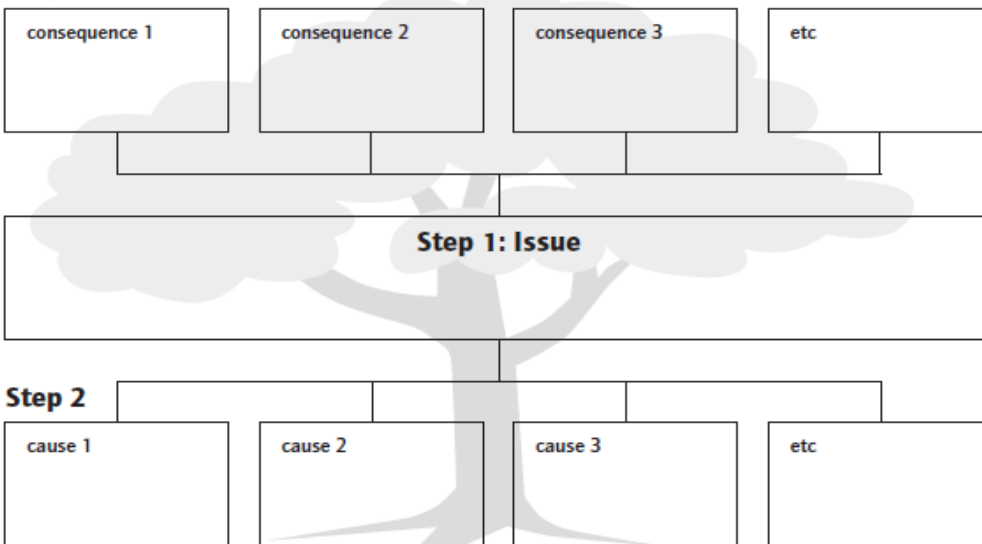 consequence 1
consequence 2
consequence 3
etc
Step 1: Issue
Step 2
cause 1
cause 2
cause 3
etc